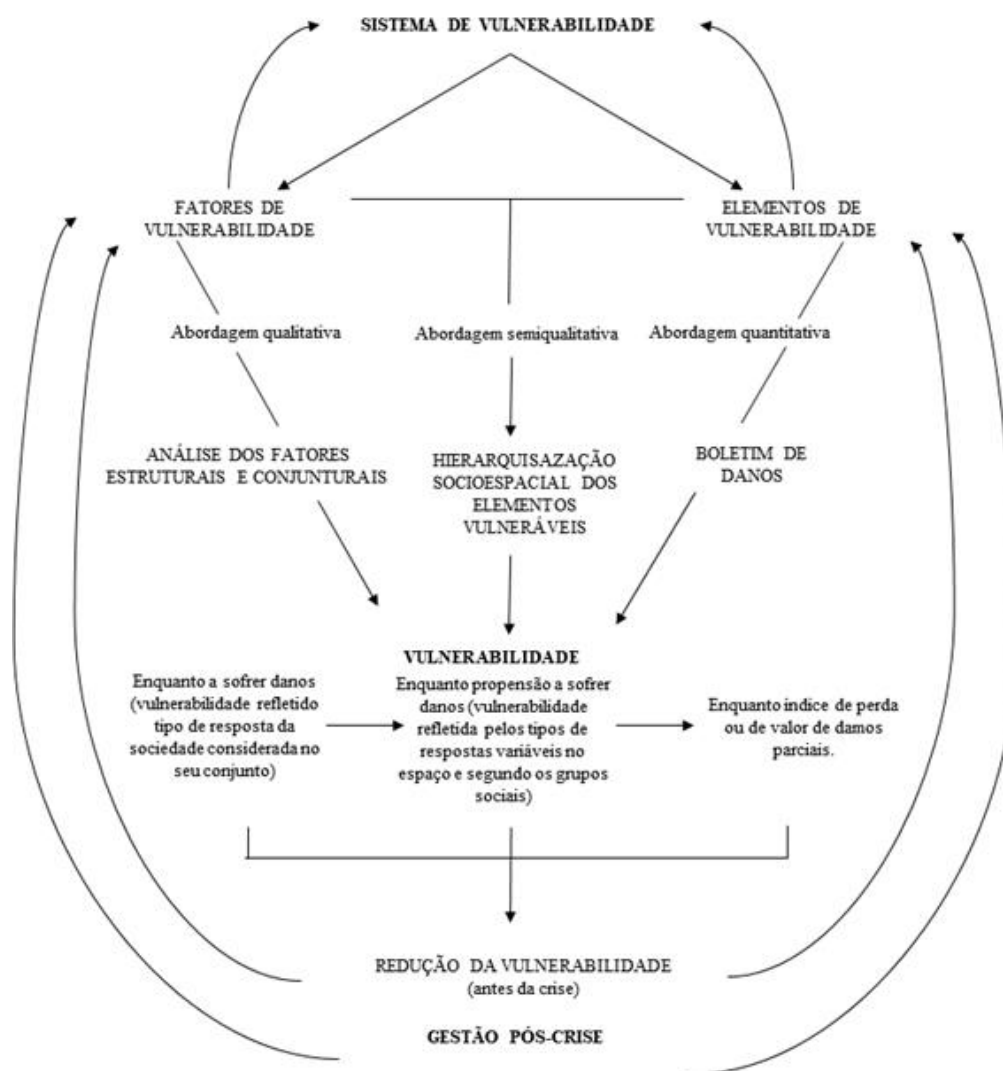 SISTEMA DE VULNERABILIDADE
FATORES DE
VULNERABILIDADE
ELEMENTOS DE
VULNERABILIDADE
Abordagem qualitativa
Abordagem semiqualitativa
Abordagem quantitativa
ANÁLISE DOS FATORES
ESTRUTURAIS E CONJUNTURAIS
HIERARQUISAZAÇÃO
SOCIOESPACIAL DOS
ELEMENTOS
VULNERÁVEIS
BOLETIM DE
DANOS
VULNERABILIDADE
Enquanto a sofrer danos
(vulnerabilidade refletido
tipo de resposta da
sociedade considerada no
seu conjunto)
Enquanto propensão a sofrer
danos (vulnerabilidade
refletida pelos tipos de
respostas variáveis no
espaço e segundo os grupos
sociais)
Enquanto indice de perda
ou de valor de damos
parciais.
REDUÇÃO DA VULNERABILIDADE
(antes da crise)
GESTÃO PÓS-CRISE